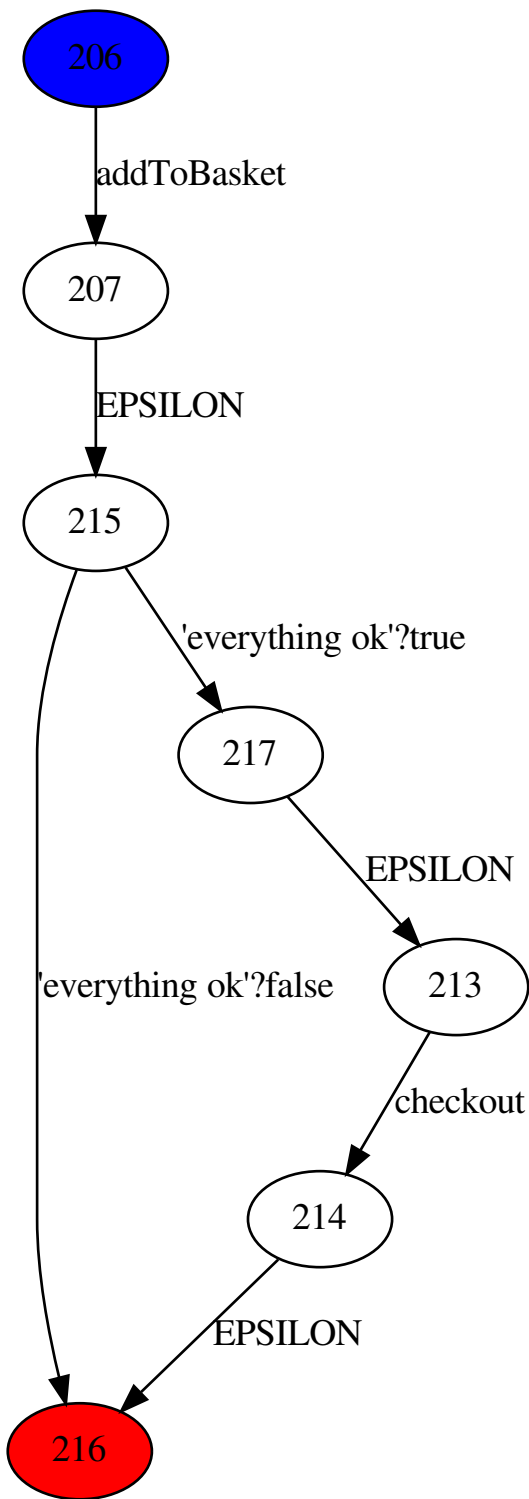 206
addToBasket
207
EPSILON
215
'everything ok'?true
217
EPSILON
'everything ok'?false
213
checkout
214
EPSILON
216